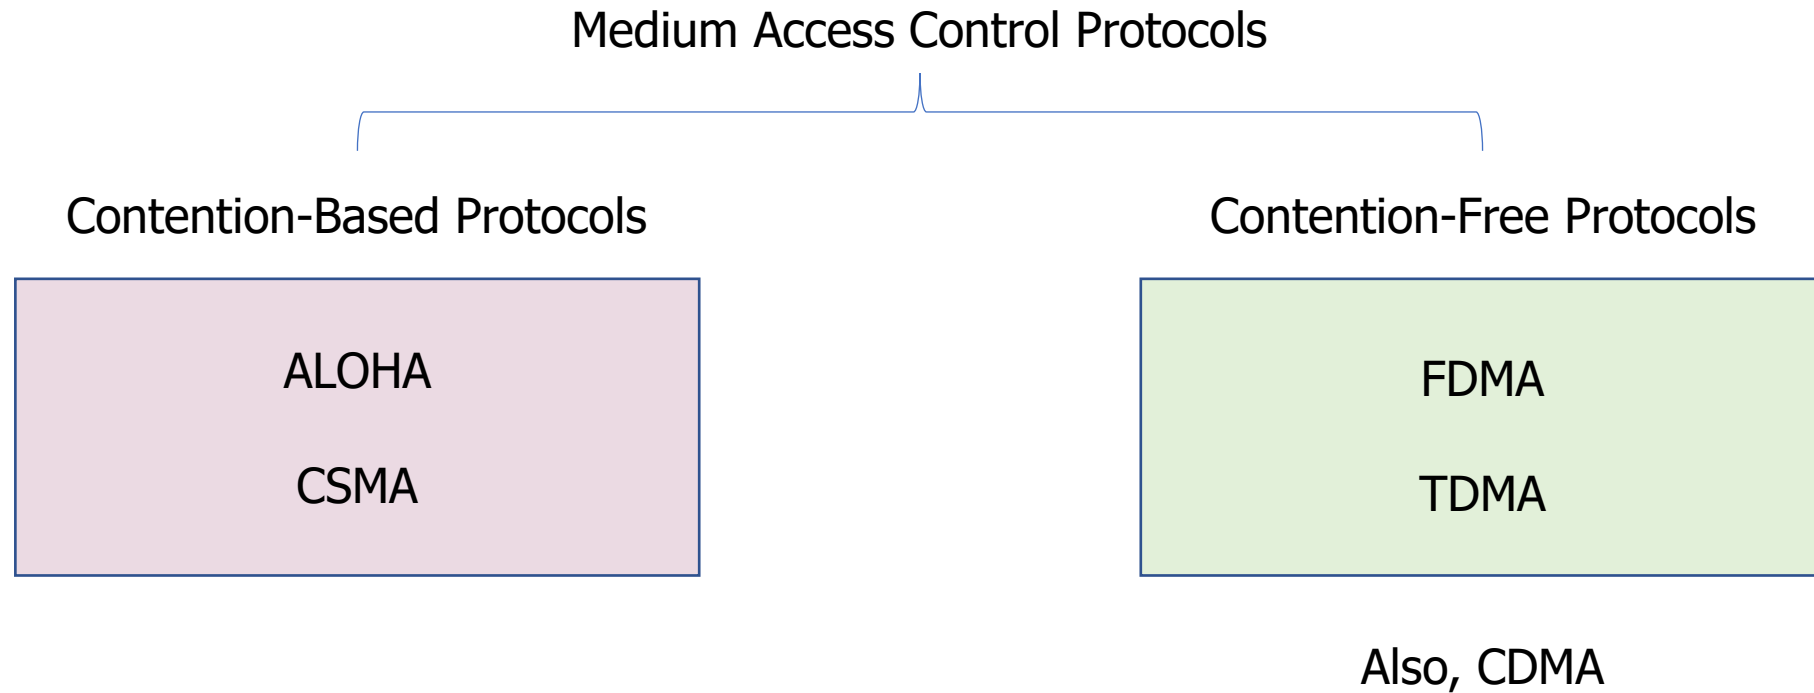 Medium Access Control Protocols
Contention-Based Protocols
ALOHA
CSMA
Contention-Free Protocols
FDMA
TDMA
Also, CDMA